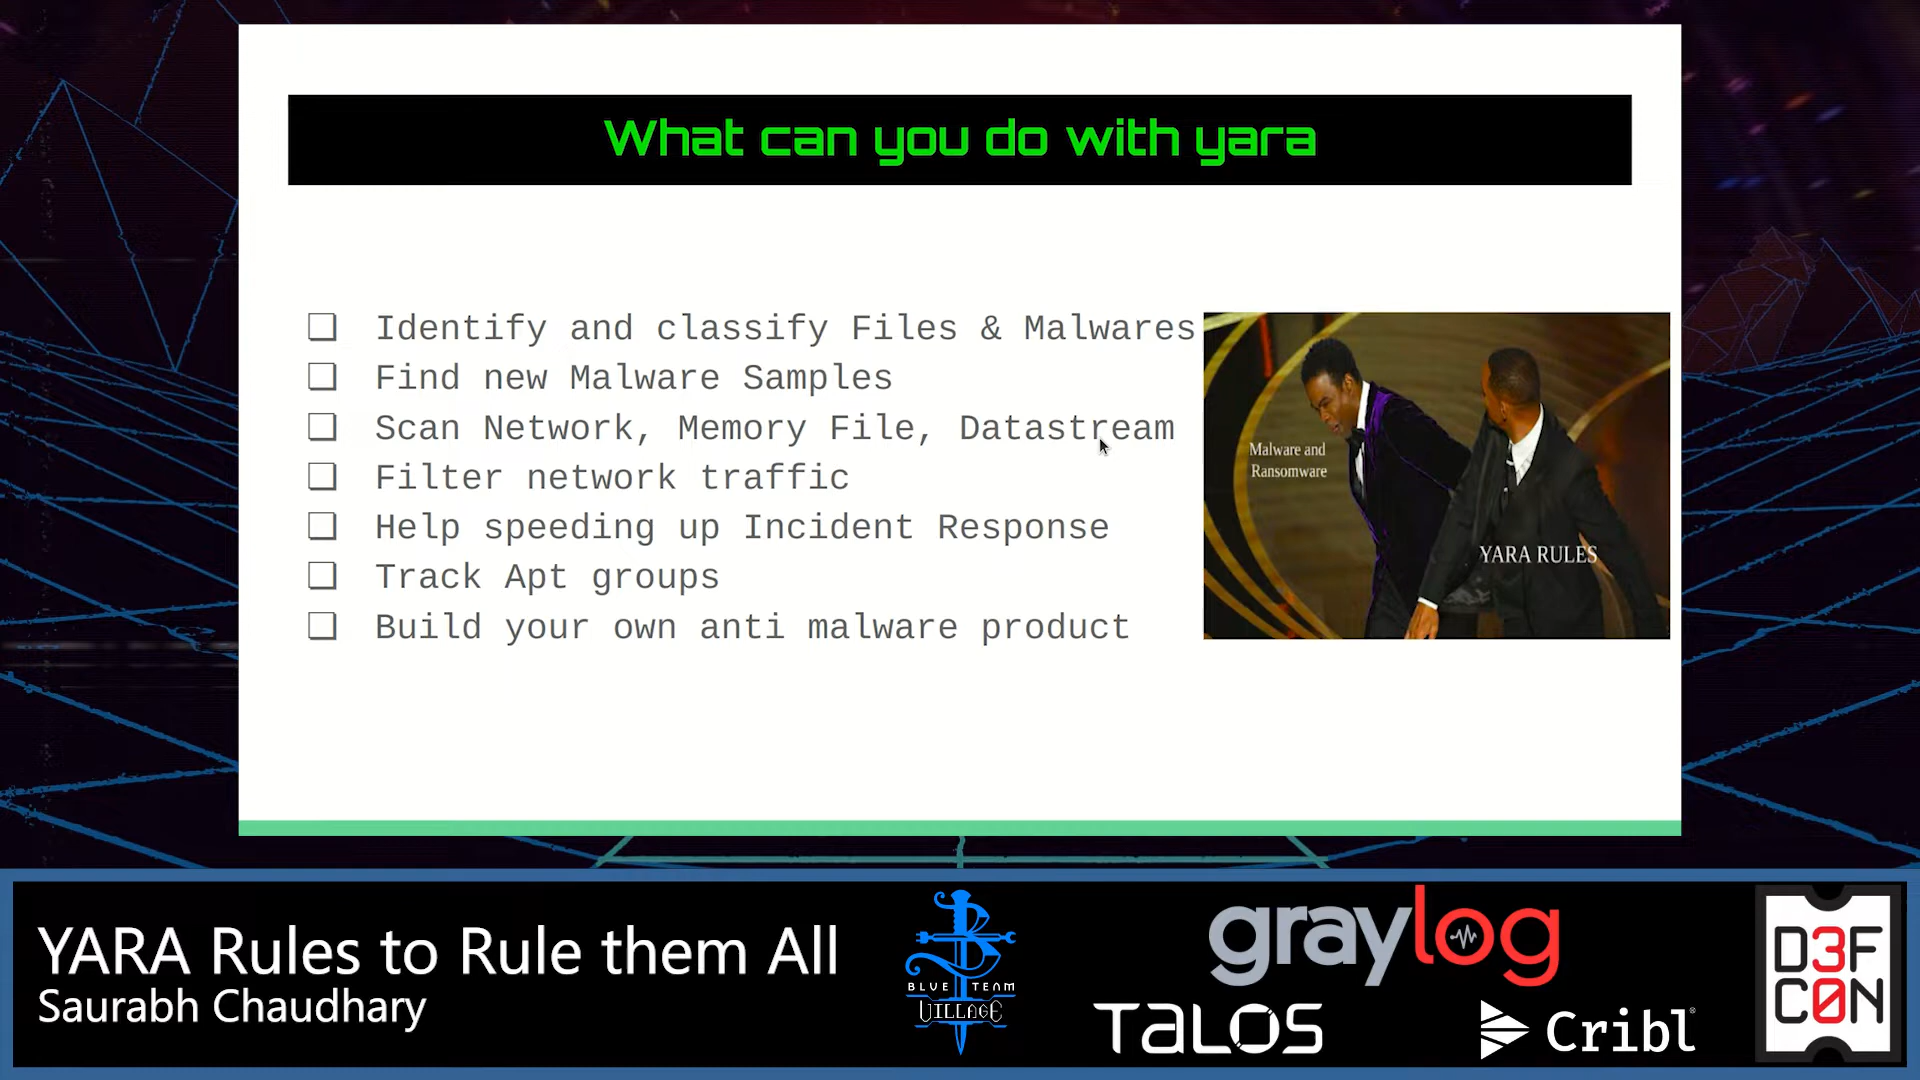 What can you do with yara
❏ Identify and classify Files & Malwares
❏ Find new Malware Samples
❏ Scan Network, Memory File, Datastream
❏ Filter network traffic
❏ Help speeding up Incident Response
❏ Track Apt groups
❏ Build your own anti malware product
Malware and
Ransomware
YARA RULES
YARA Rules to Rule them All
Saurabh Chaudhary
BLUE TEAM
VILLAGE
graylog
TALOS
Cribl
D3F
C0N